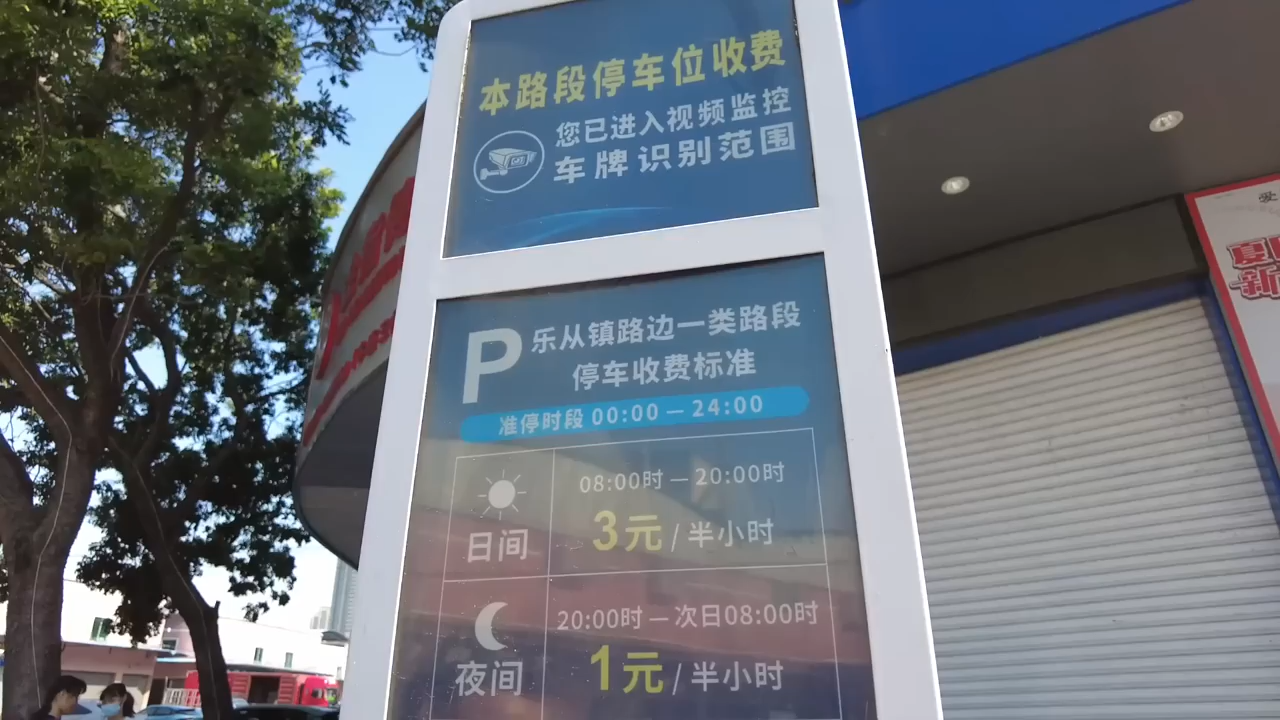 本路段停车位收费
您已进入视频监控
车牌识别范围
P
乐从镇路边一类路段
停车收费标准
准停时段 00:00 — 24:00
08:00时 — 20:00时
日间
3元/半小时
20:00时 — 次日08:00时
夜间
1元/半小时